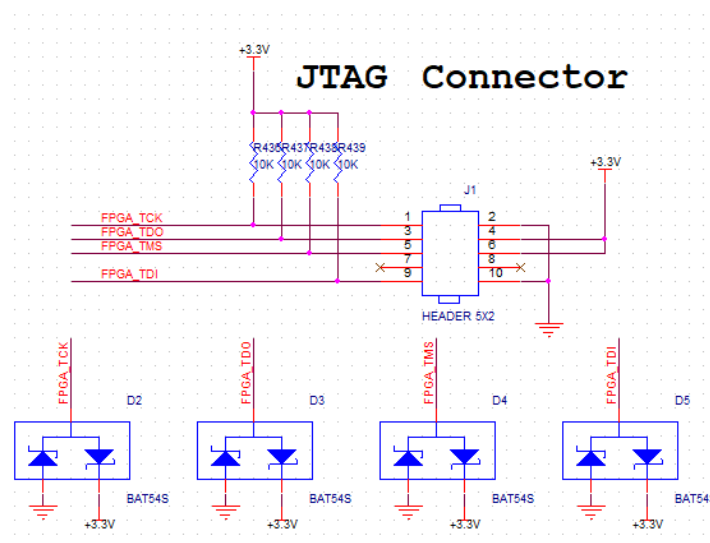 +3.3V
JTAG Connector
R436 R437 R438 R439
10K 10K 10K 10K
+3.3V
J1
FPGA_TCK 1 2
FPGA_TDO 3 4
FPGA_TMS 5 6
7 8
FPGA_TDI 9 10
HEADER 5X2
FPGA_TCK FPGA_TDO FPGA_TMS FPGA_TDI
D2 D3 D4 D5
BAT54S BAT54S BAT54S BAT54
+3.3V +3.3V +3.3V +3.3V